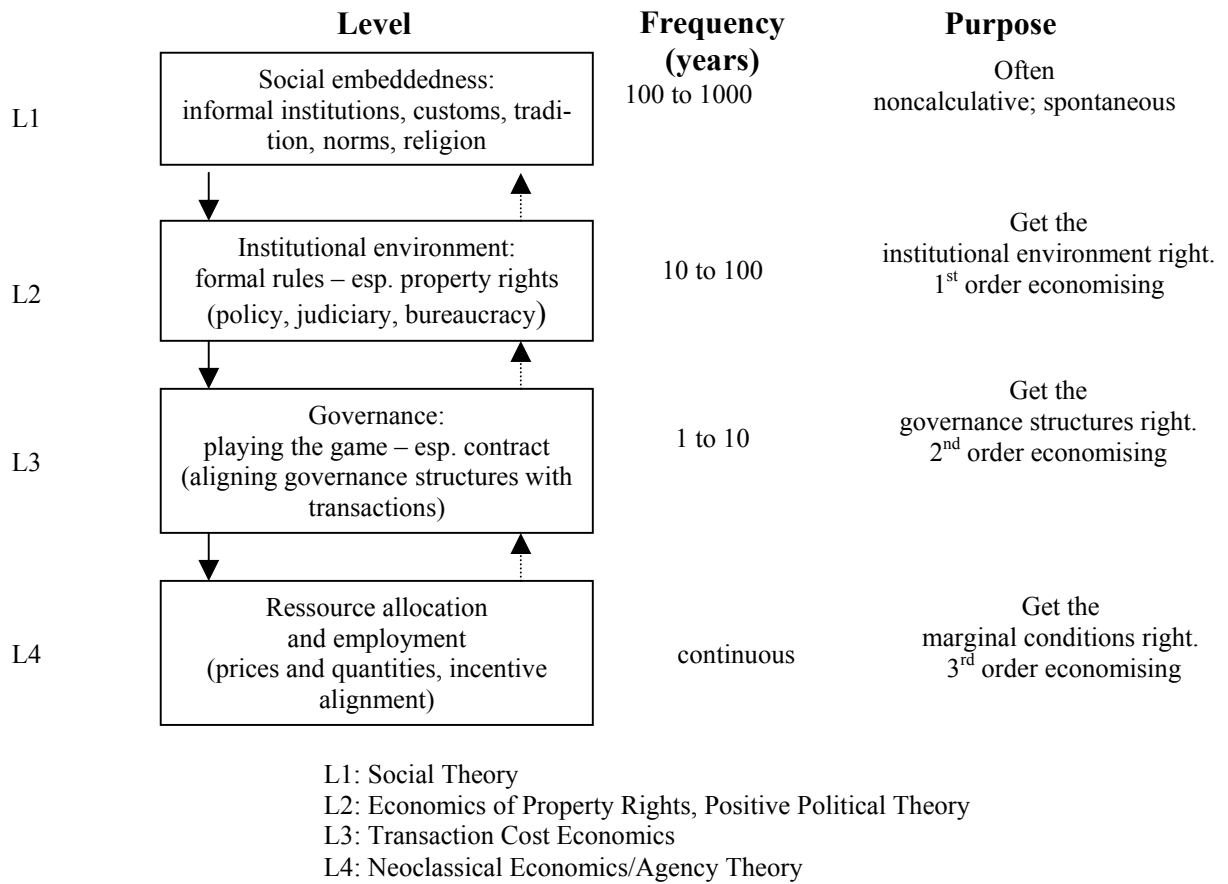 Level
Frequency
(years)
Purpose
L1
Social embeddedness:
informal institutions, customs, tradi-
tion, norms, religion
100 to 1000
Often
noncalculative; spontaneous
L2
Institutional environment:
formal rules – esp. property rights
(policy, judiciary, bureaucracy)
10 to 100
Get the
institutional environment right.
1st order economising
L3
Governance:
playing the game – esp. contract
(aligning governance structures with
transactions)
1 to 10
Get the
governance structures right.
2nd order economising
L4
Ressource allocation
and employment
(prices and quantities, incentive
alignment)
continuous
Get the
marginal conditions right.
3rd order economising
L1: Social Theory
L2: Economics of Property Rights, Positive Political Theory
L3: Transaction Cost Economics
L4: Neoclassical Economics/Agency Theory